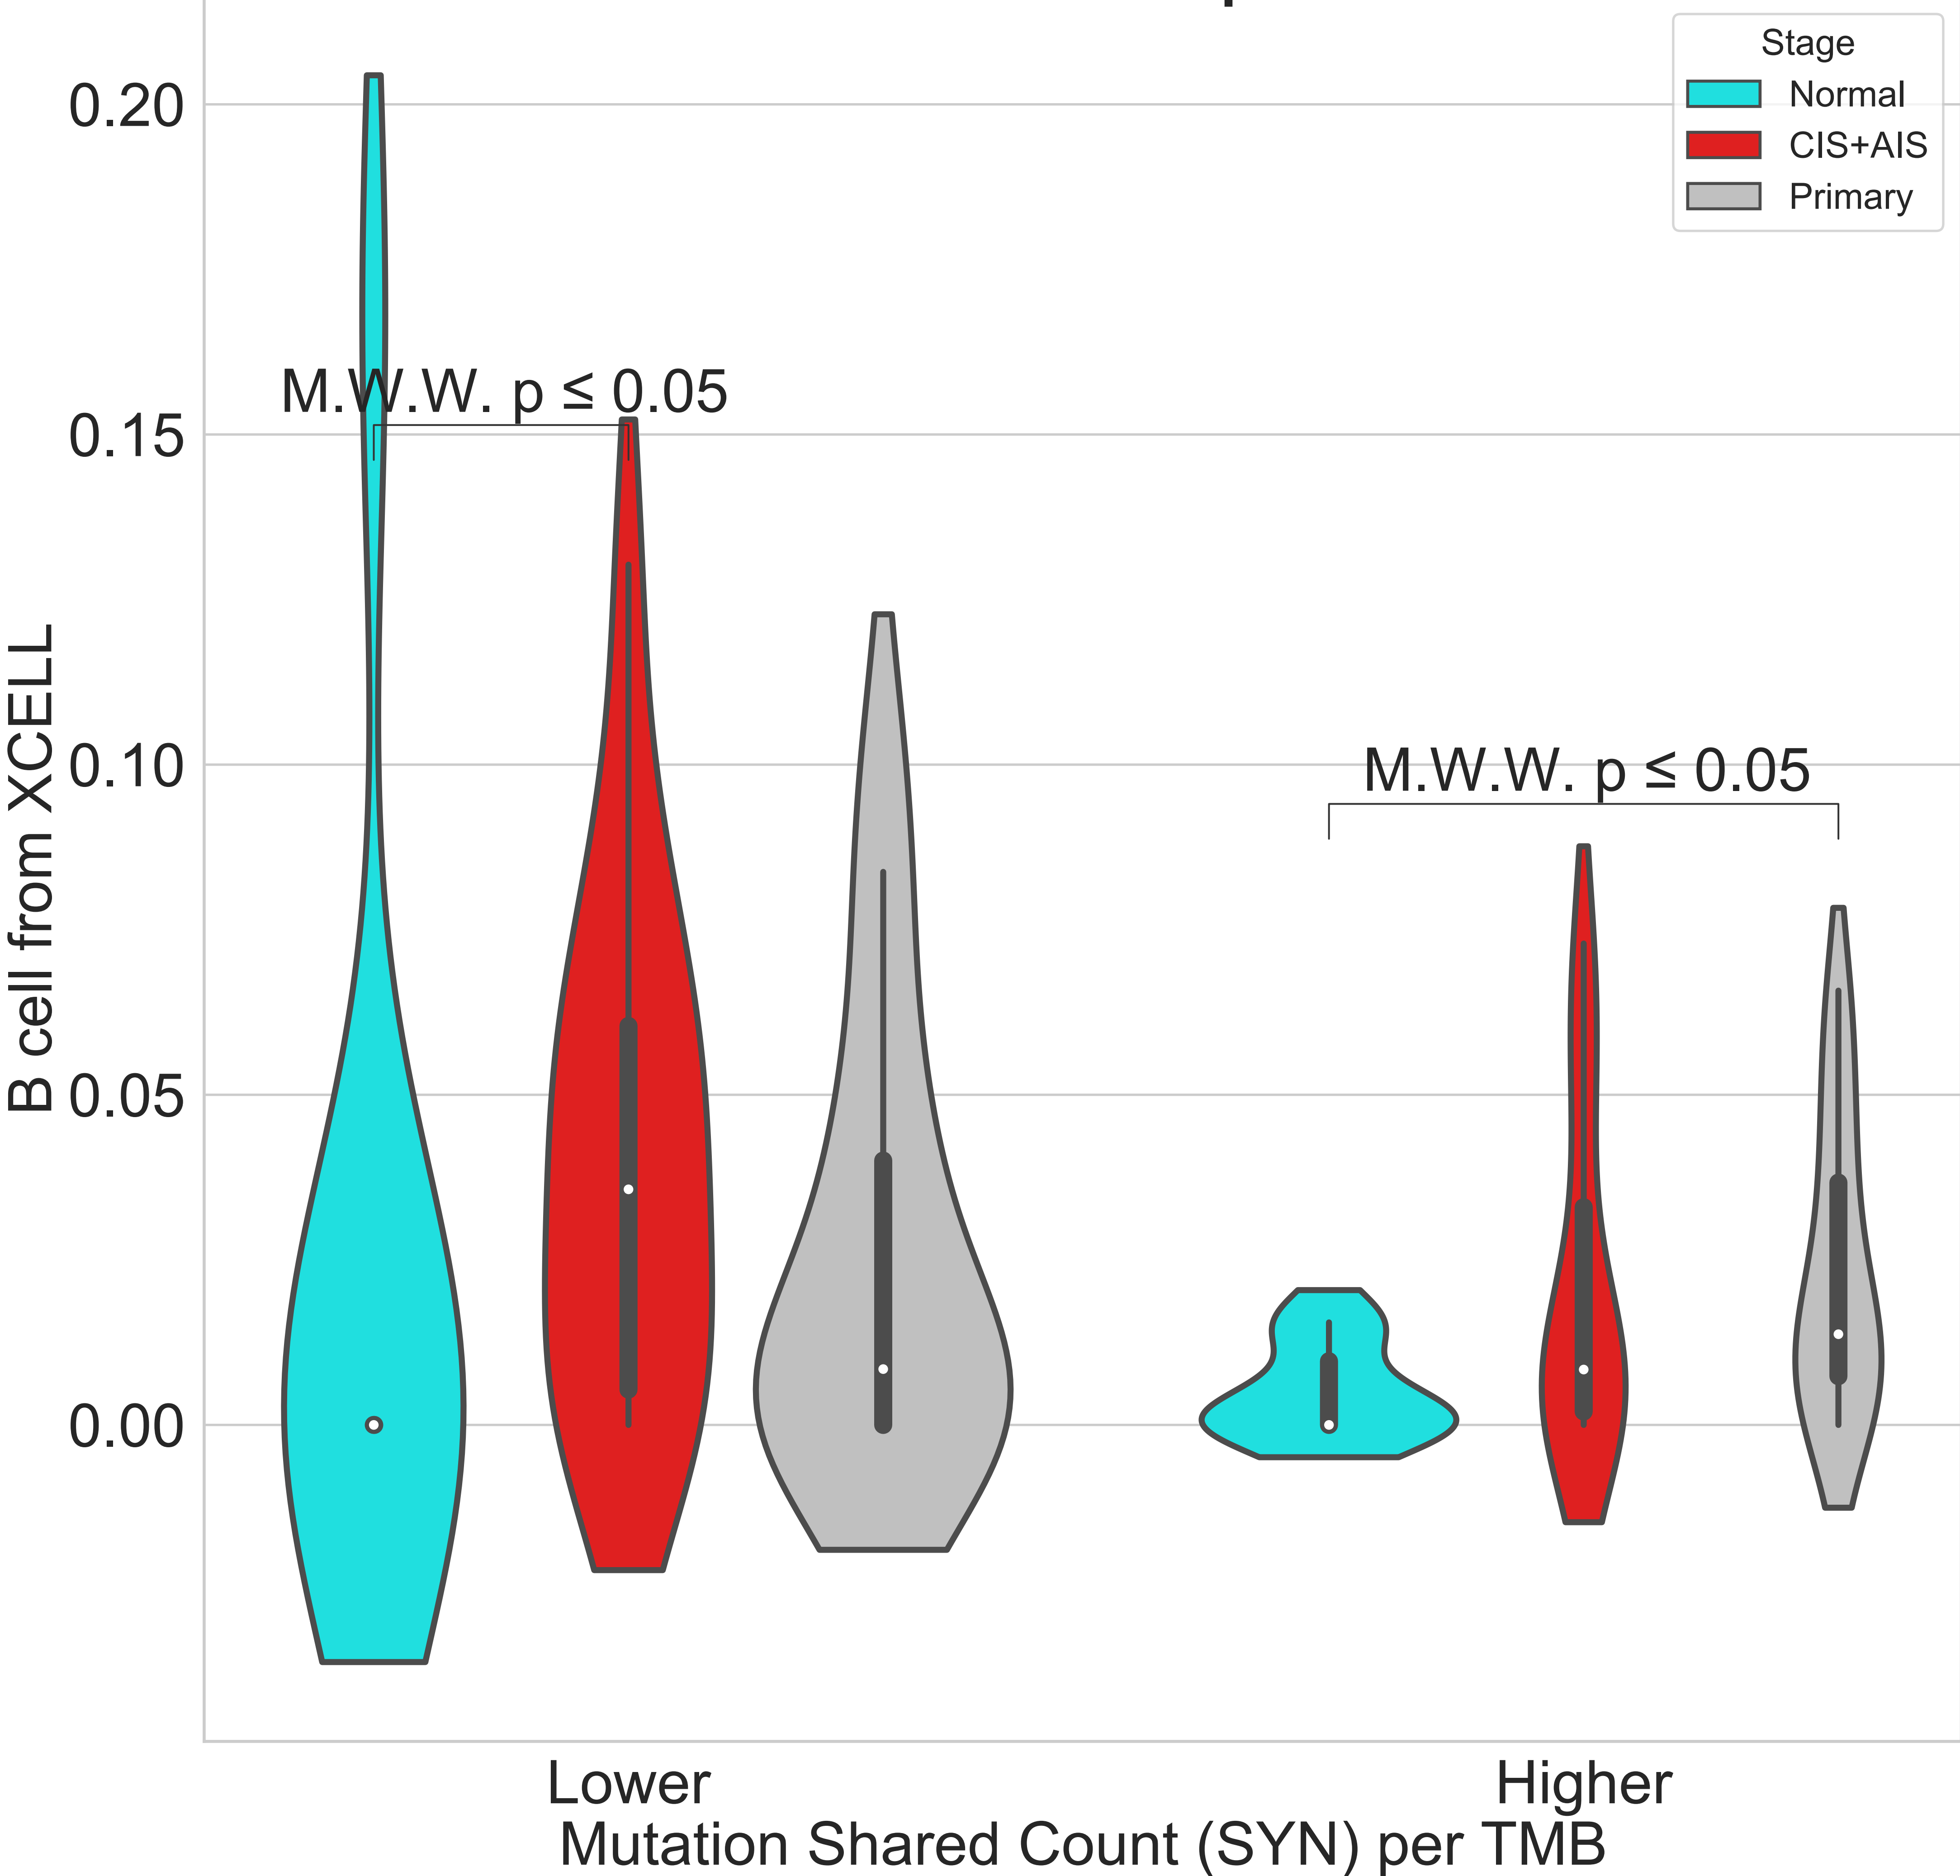 Stage
Normal
CIS+AIS
Primary
0.20
0.15
0.10
0.05
0.00
B cell from XCELL
M.W.W. p ≤ 0.05
M.W.W. p ≤ 0.05
Lower
Higher
Mutation Shared Count (SYN) per TMB